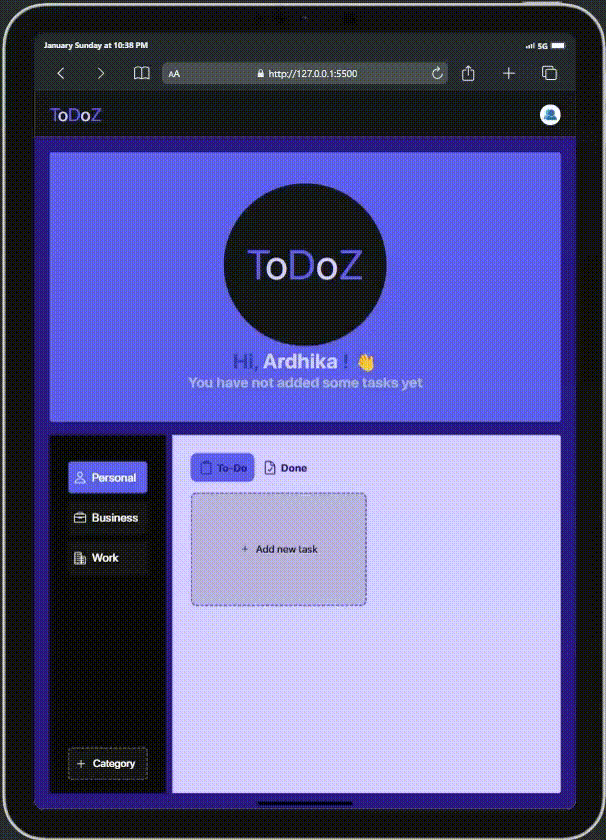 January Sunday at 10:38 PM
5G
AA http://127.0.0.1:5500
ToDoZ
ToDoZ
Hi, Ardhika ! 👋
You have not added some tasks yet
Personal
Business
Work
+ Category
To-Do
Done
+ Add new task